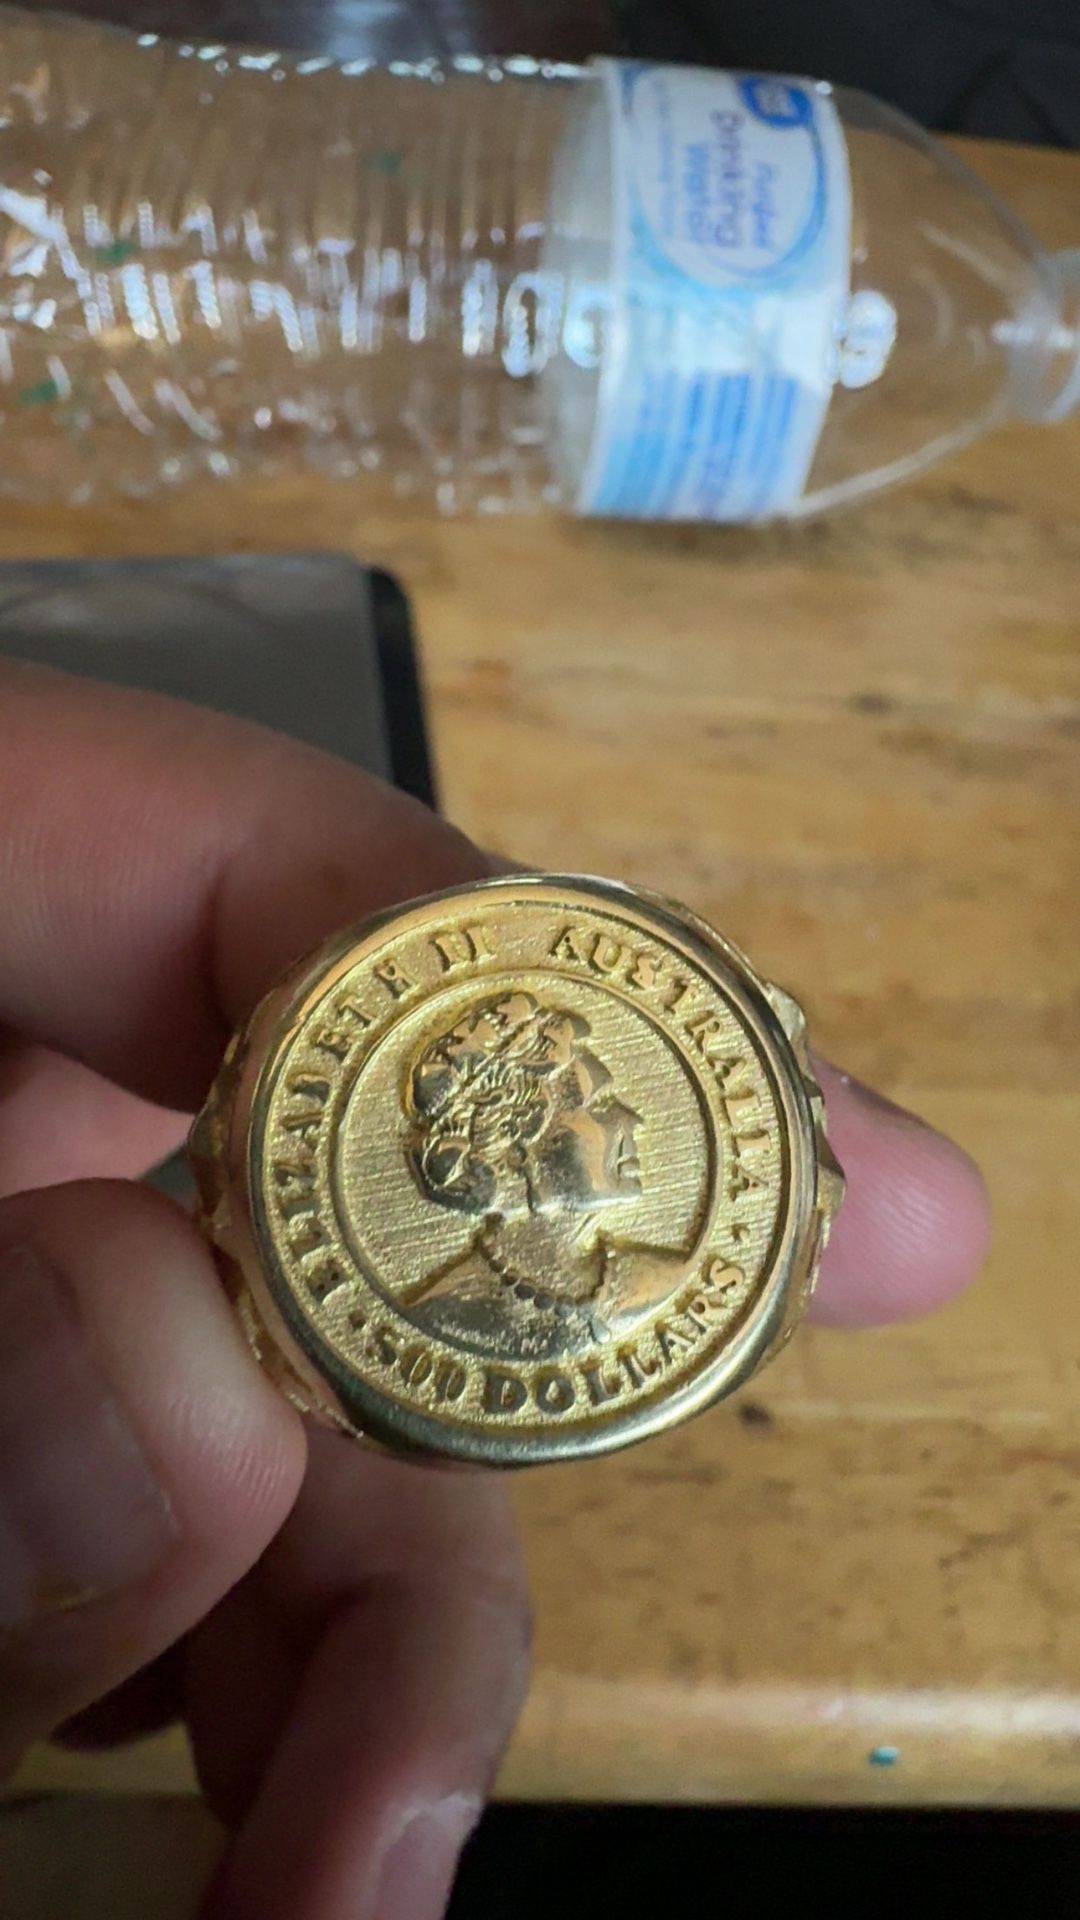 Purified
Drinking
Water
ELIZABETH II AUSTRALIA
• 500 DOLLARS •